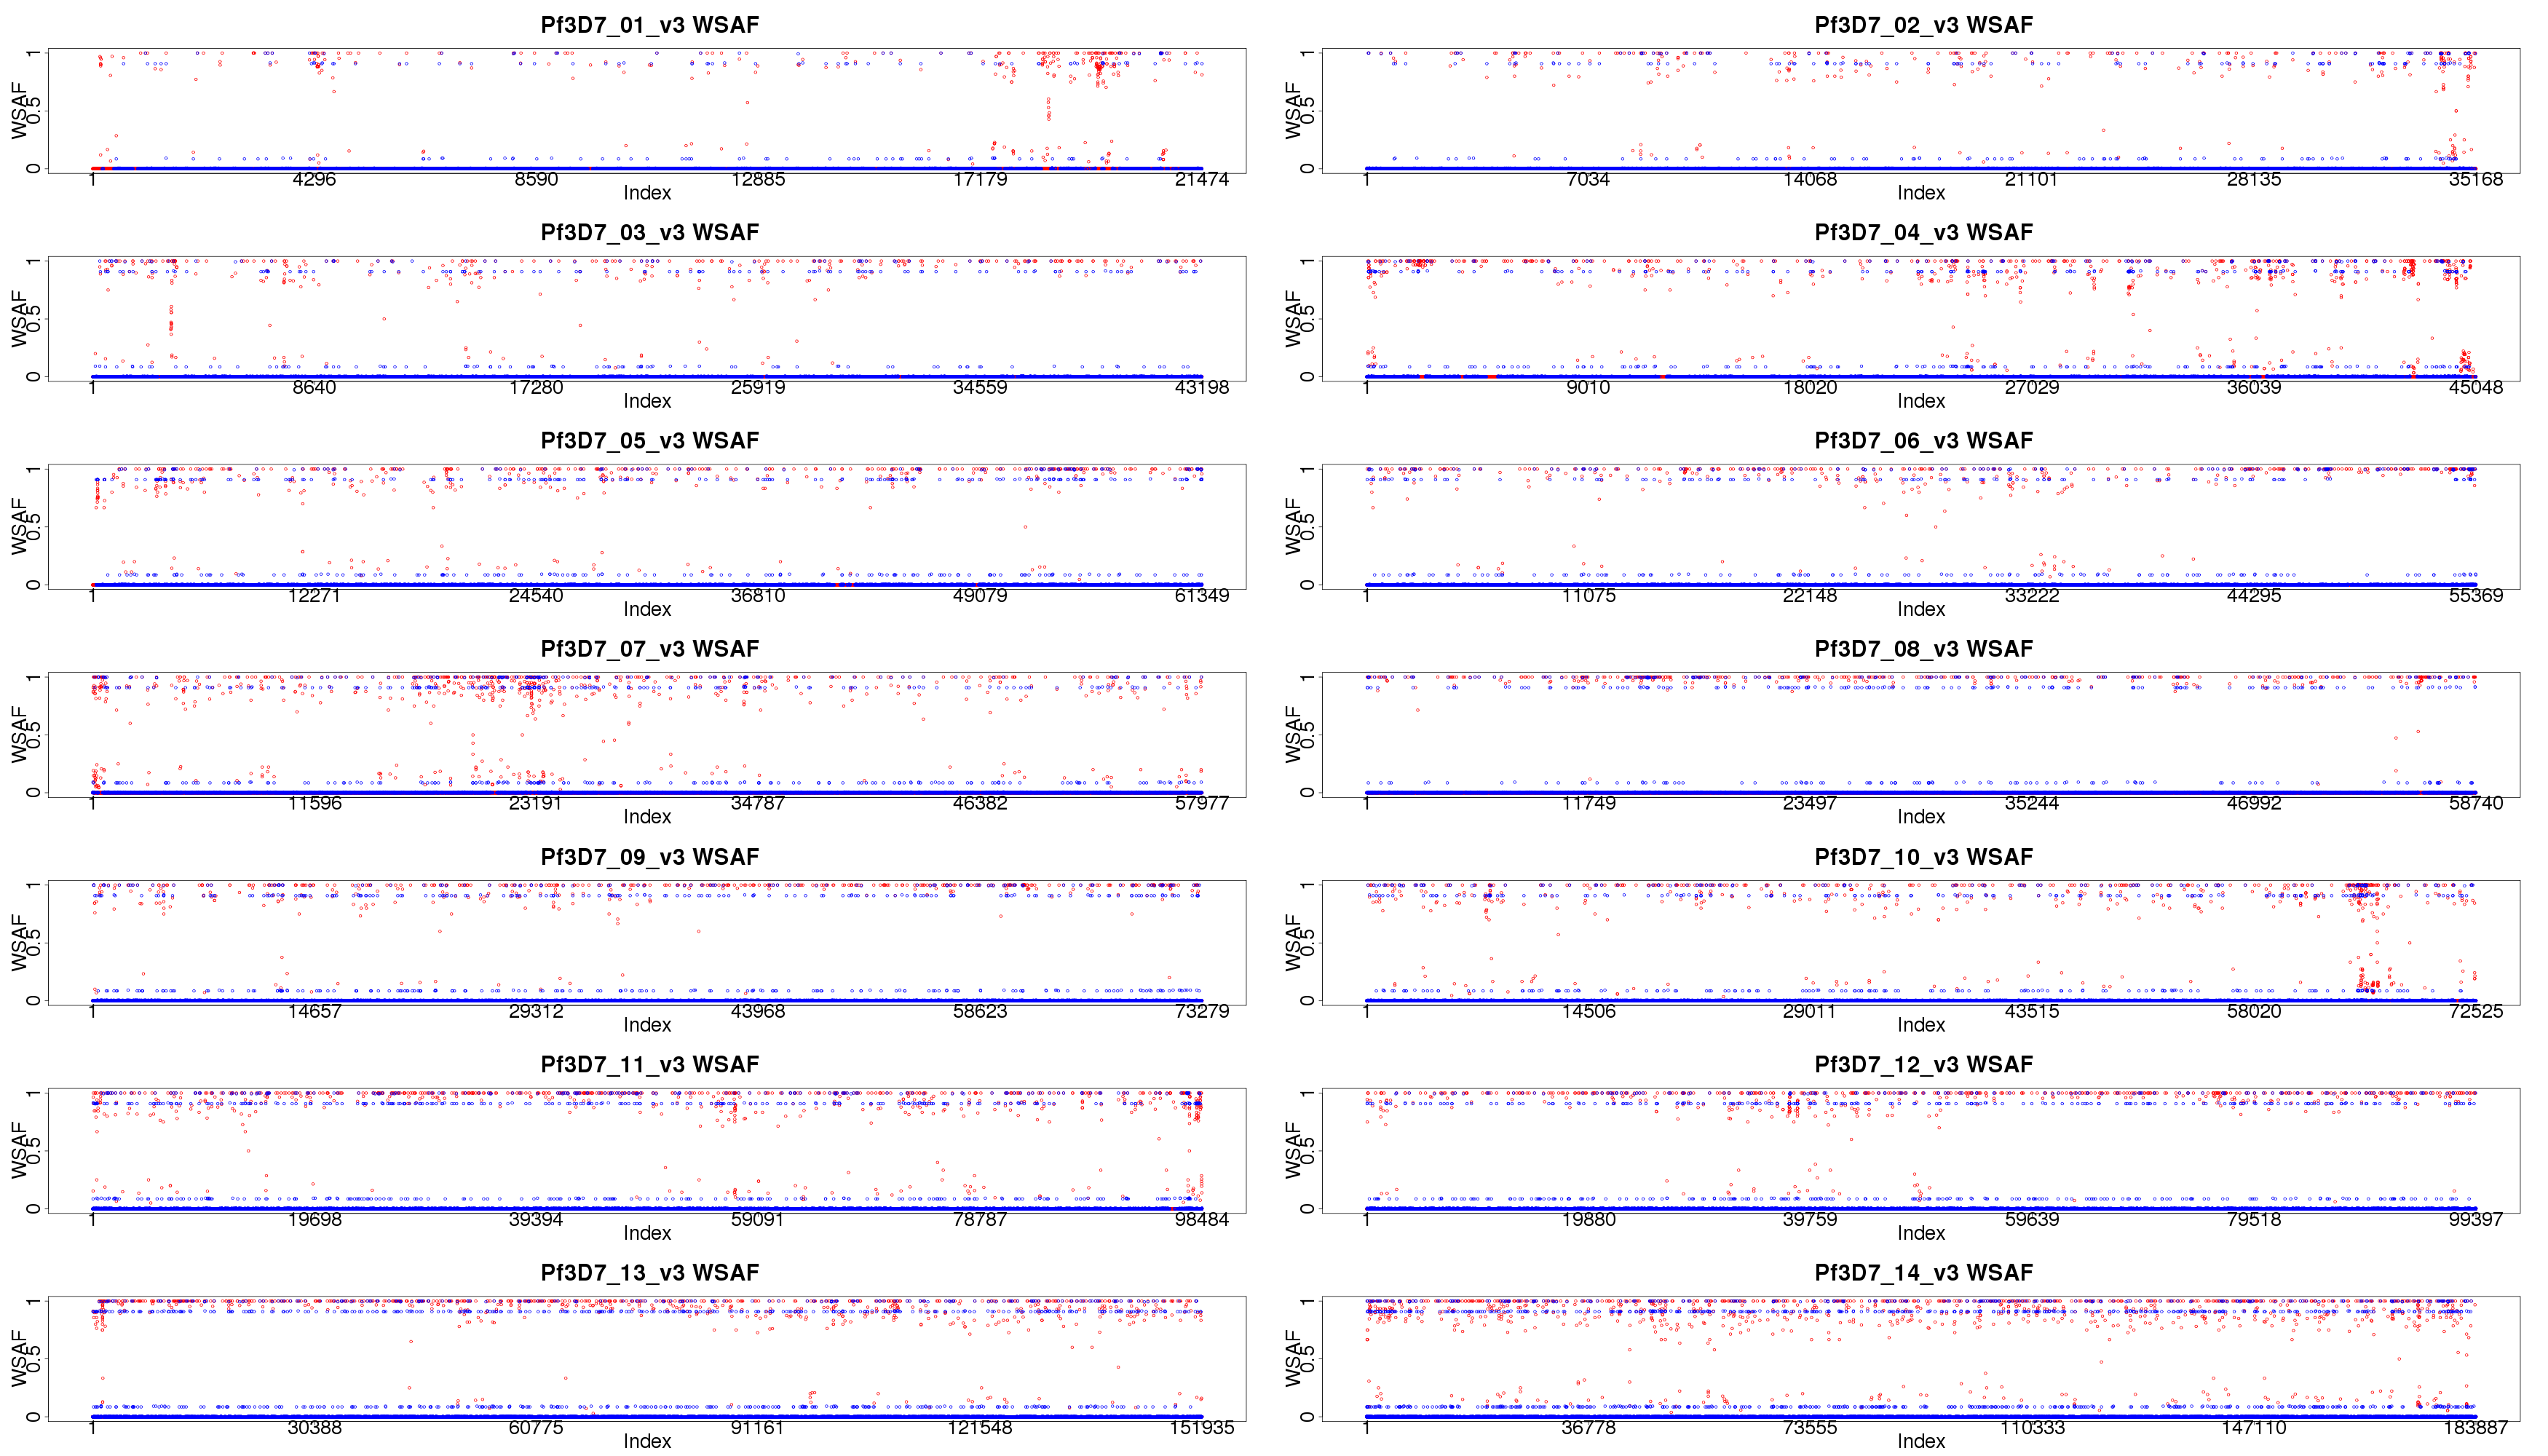 Pf3D7_01_v3 WSAF
WSAF
0 0.5 1
1 4296 8590 12885 17179 21474
Index
Pf3D7_02_v3 WSAF
WSAF
0 0.5 1
1 7034 14068 21101 28135 35168
Index
Pf3D7_03_v3 WSAF
WSAF
0 0.5 1
1 8640 17280 25919 34559 43198
Index
Pf3D7_04_v3 WSAF
WSAF
0 0.5 1
1 9010 18020 27029 36039 45048
Index
Pf3D7_05_v3 WSAF
WSAF
0 0.5 1
1 12271 24540 36810 49079 61349
Index
Pf3D7_06_v3 WSAF
WSAF
0 0.5 1
1 11075 22148 33222 44295 55369
Index
Pf3D7_07_v3 WSAF
WSAF
0 0.5 1
1 11596 23191 34787 46382 57977
Index
Pf3D7_08_v3 WSAF
WSAF
0 0.5 1
1 11749 23497 35244 46992 58740
Index
Pf3D7_09_v3 WSAF
WSAF
0 0.5 1
1 14657 29312 43968 58623 73279
Index
Pf3D7_10_v3 WSAF
WSAF
0 0.5 1
1 14506 29011 43515 58020 72525
Index
Pf3D7_11_v3 WSAF
WSAF
0 0.5 1
1 19698 39394 59091 78787 98484
Index
Pf3D7_12_v3 WSAF
WSAF
0 0.5 1
1 19880 39759 59639 79518 99397
Index
Pf3D7_13_v3 WSAF
WSAF
0 0.5 1
1 30388 60775 91161 121548 151935
Index
Pf3D7_14_v3 WSAF
WSAF
0 0.5 1
1 36778 73555 110333 147110 183887
Index